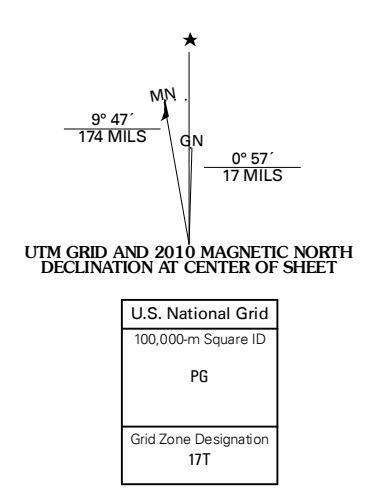 MN
9° 47´
174 MILS
GN
0° 57´
17 MILS
UTM GRID AND 2010 MAGNETIC NORTH
DECLINATION AT CENTER OF SHEET
U.S. National Grid
100,000-m Square ID
PG
Grid Zone Designation
17T